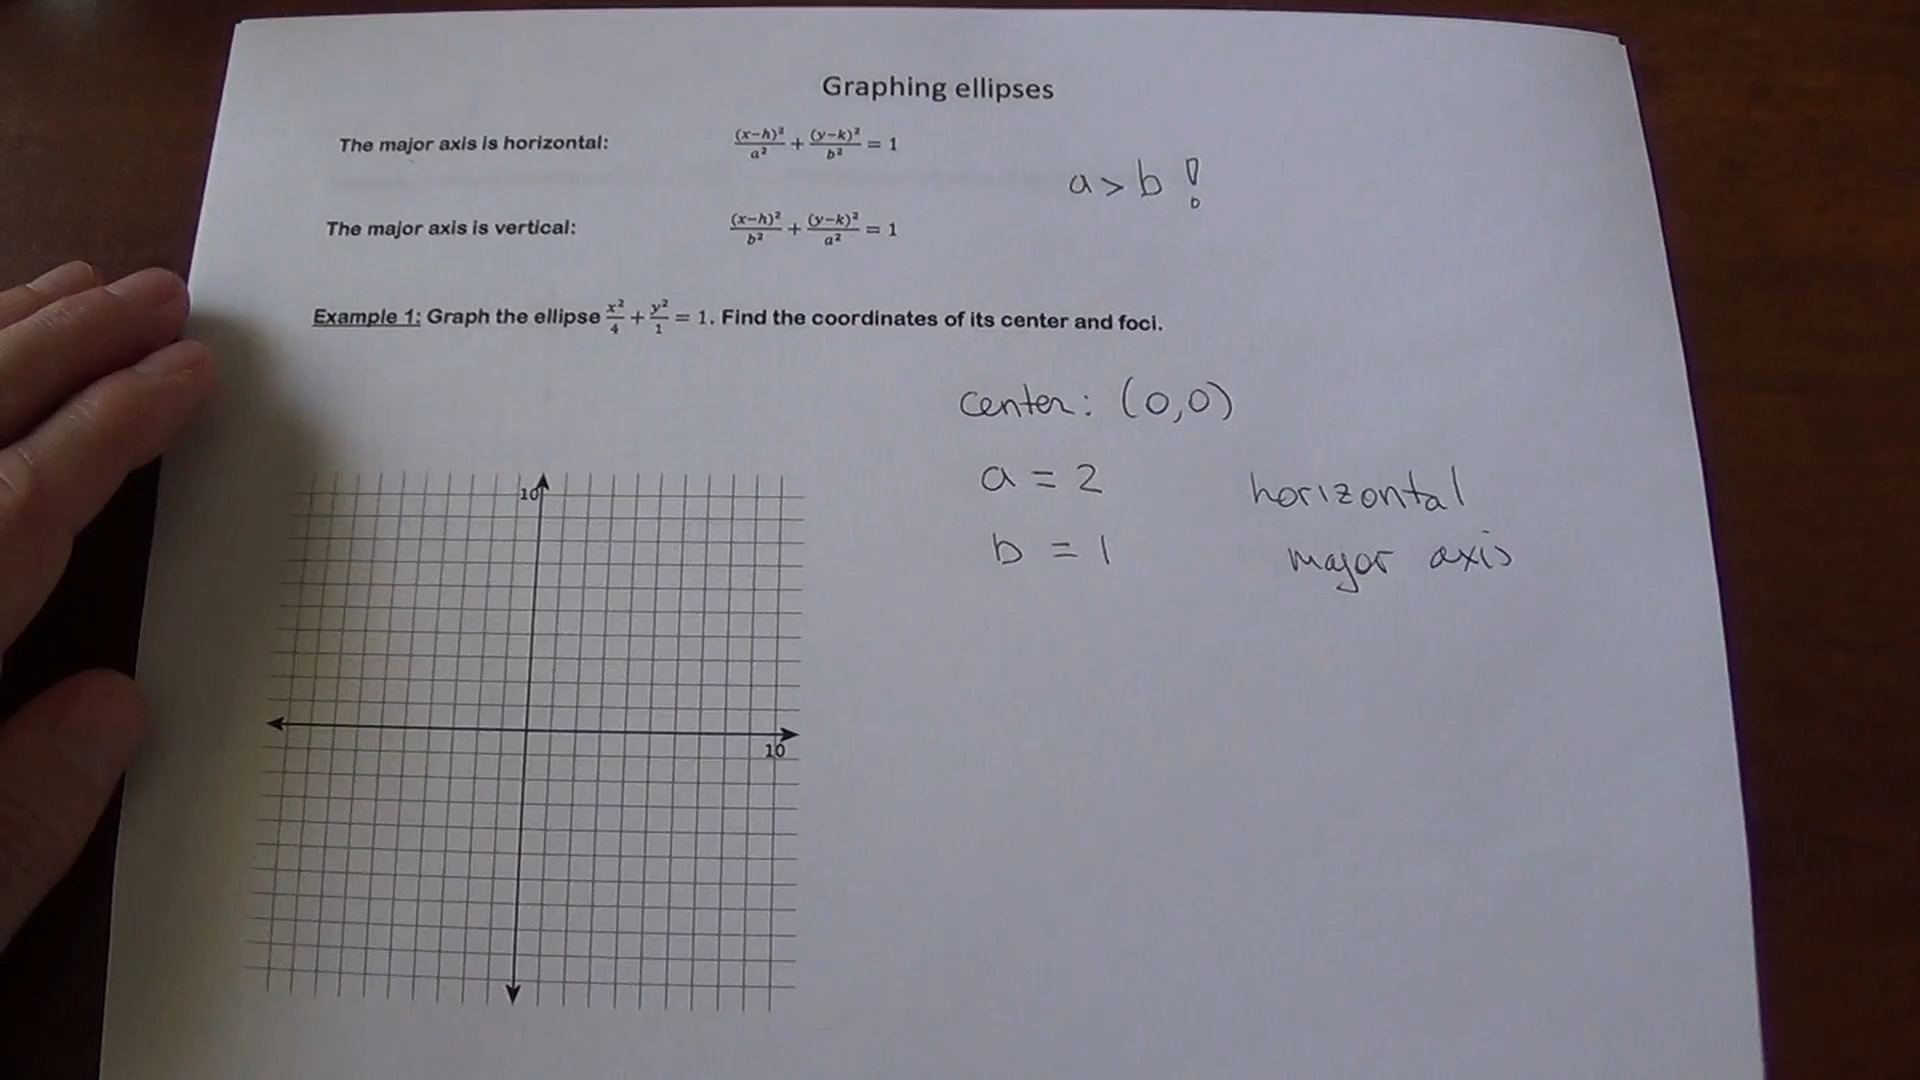 Graphing ellipses
The major axis is horizontal: (x−h)²/a² + (y−k)²/b² = 1
a > b !
The major axis is vertical: (x−h)²/b² + (y−k)²/a² = 1
Example 1: Graph the ellipse x²/4 + y²/1 = 1. Find the coordinates of its center and foci.
center: (0,0)
a = 2
b = 1
horizontal
major axis
10
10